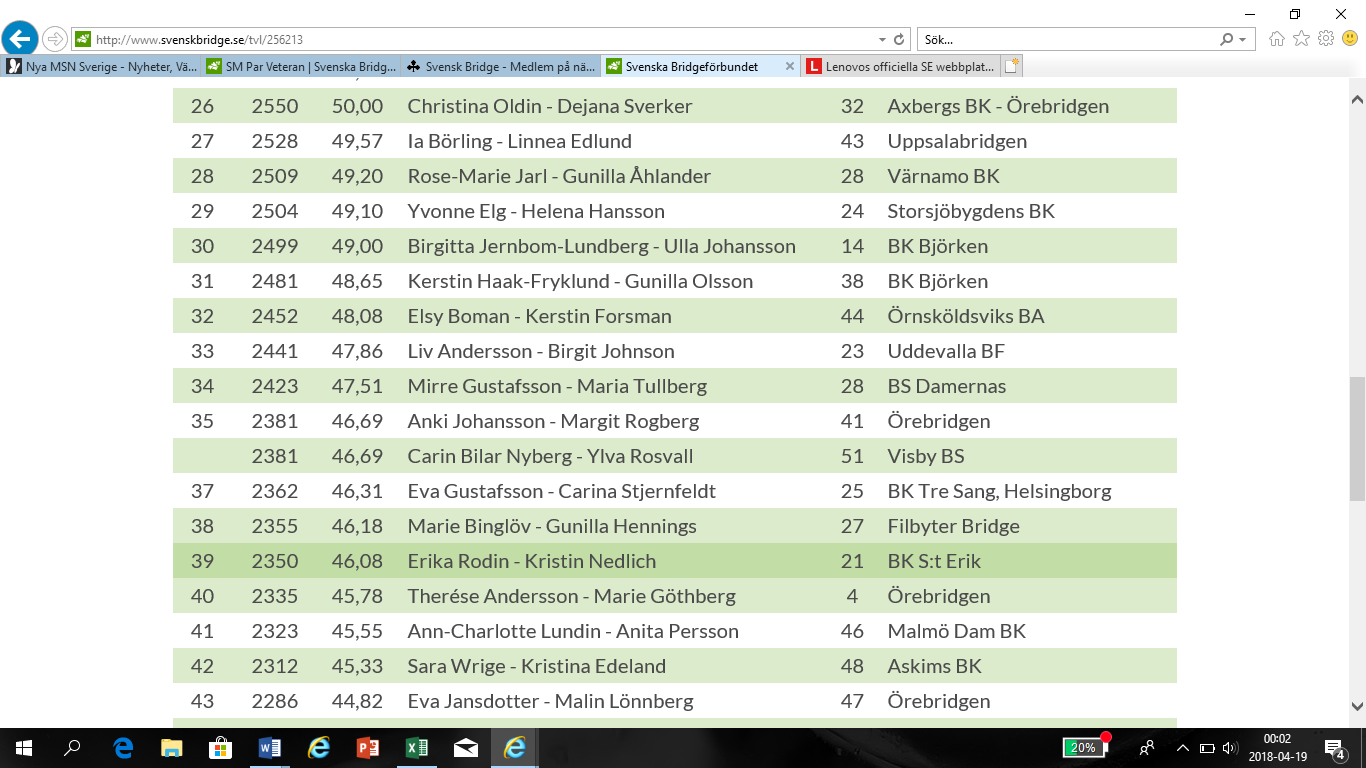 http://www.svenskbridge.se/tvl/256213
Sök...
Nya MSN Sverige - Nyheter, Vä...
SM Par Veteran | Svenska Bridg...
Svensk Bridge - Medlem på nä...
Svenska Bridgeförbundet
Lenovos officiella SE webbplat...
26 2550 50,00 Christina Oldin - Dejana Sverker 32 Axbergs BK - Örebridgen
27 2528 49,57 Ia Börling - Linnea Edlund 43 Uppsalabridgen
28 2509 49,20 Rose-Marie Jarl - Gunilla Åhlander 28 Värnamo BK
29 2504 49,10 Yvonne Elg - Helena Hansson 24 Storsjöbygdens BK
30 2499 49,00 Birgitta Jernbom-Lundberg - Ulla Johansson 14 BK Björken
31 2481 48,65 Kerstin Haak-Fryklund - Gunilla Olsson 38 BK Björken
32 2452 48,08 Elsy Boman - Kerstin Forsman 44 Örnsköldsviks BA
33 2441 47,86 Liv Andersson - Birgit Johnson 23 Uddevalla BF
34 2423 47,51 Mirre Gustafsson - Maria Tullberg 28 BS Damernas
35 2381 46,69 Anki Johansson - Margit Rogberg 41 Örebridgen
2381 46,69 Carin Bilar Nyberg - Ylva Rosvall 51 Visby BS
37 2362 46,31 Eva Gustafsson - Carina Stjernfeldt 25 BK Tre Sang, Helsingborg
38 2355 46,18 Marie Binglöv - Gunilla Hennings 27 Filbyter Bridge
39 2350 46,08 Erika Rodin - Kristin Nedlich 21 BK S:t Erik
40 2335 45,78 Therése Andersson - Marie Göthberg 4 Örebridgen
41 2323 45,55 Ann-Charlotte Lundin - Anita Persson 46 Malmö Dam BK
42 2312 45,33 Sara Wrige - Kristina Edeland 48 Askims BK
43 2286 44,82 Eva Jansdotter - Malin Lönnberg 47 Örebridgen
20%
00:02
2018-04-19
4